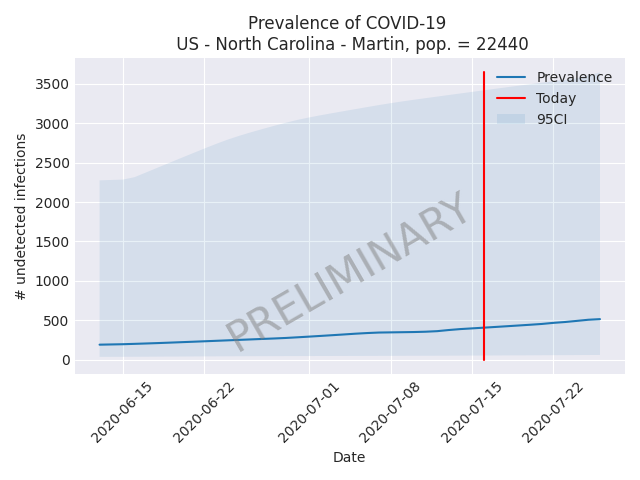 Prevalence of COVID-19
US - North Carolina - Martin, pop. = 22440
Prevalence
Today
95CI
3500
3000
2500
2000
1500
1000
500
0
# undetected infections
PRELIMINARY
2020-06-15
2020-06-22
2020-07-01
2020-07-08
2020-07-15
2020-07-22
Date